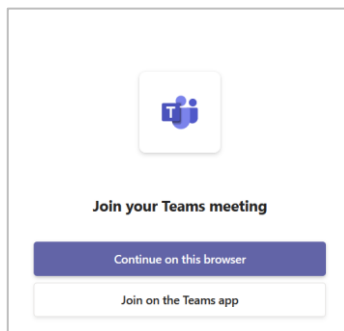 T
Join your Teams meeting
Continue on this browser
Join on the Teams app